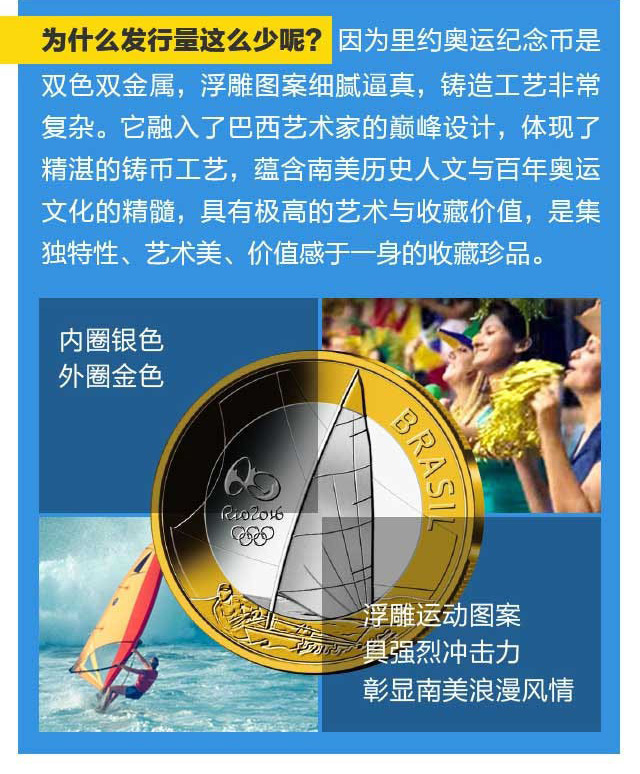 为什么发行量这么少呢？因为里约奥运纪念币是
双色双金属，浮雕图案细腻逼真，铸造工艺非常
复杂。它融入了巴西艺术家的巅峰设计，体现了
精湛的铸币工艺，蕴含南美历史人文与百年奥运
文化的精髓，具有极高的艺术与收藏价值，是集
独特性、艺术美、价值感于一身的收藏珍品。
内圈银色
外圈金色
BRASIL
Rio2016
浮雕运动图案
具强烈冲击力
彰显南美浪漫风情